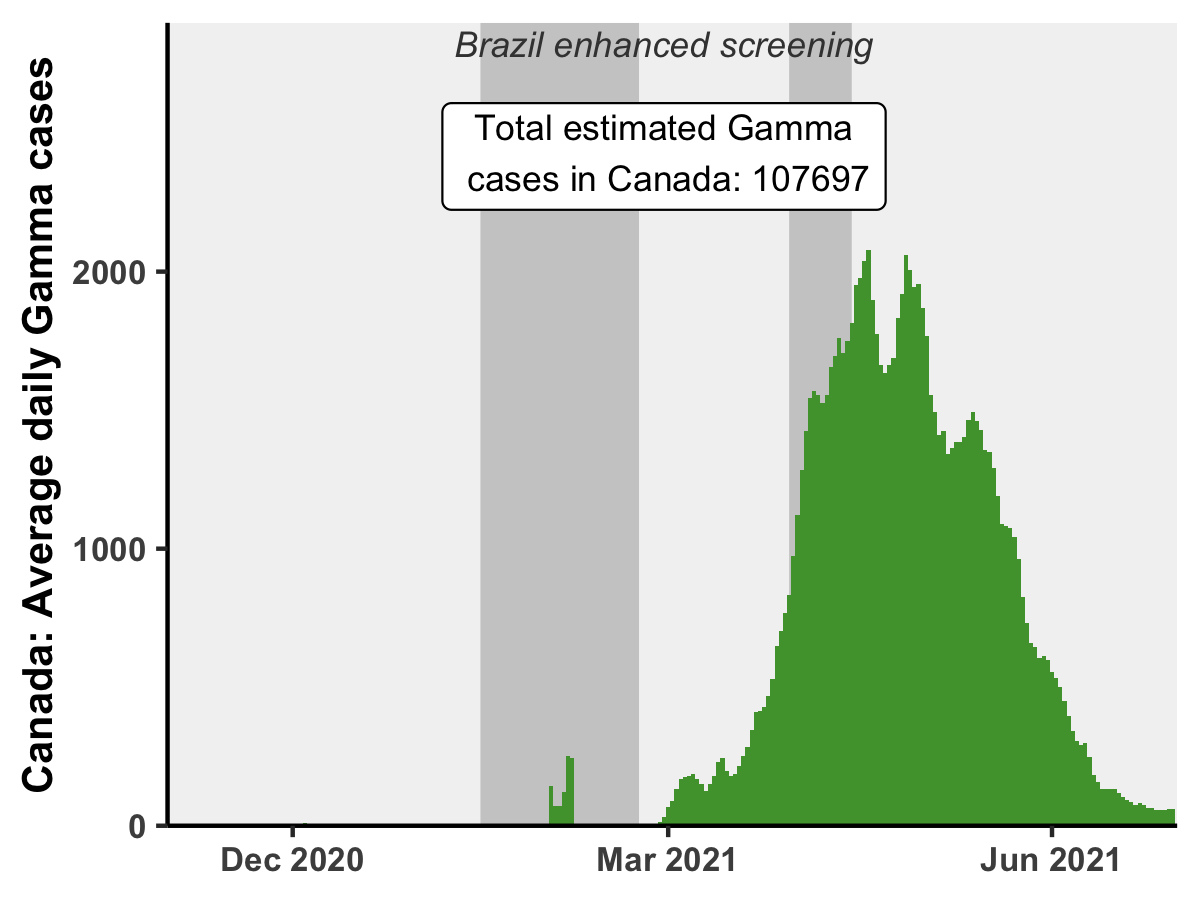 Brazil enhanced screening
Total estimated Gamma
cases in Canada: 107697
Canada: Average daily Gamma cases
2000
1000
0
Dec 2020
Mar 2021
Jun 2021